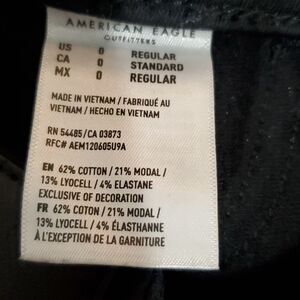 AMERICAN EAGLE
OUTFITTERS
US 0 REGULAR
CA 0 STANDARD
MX 0 REGULAR
MADE IN VIETNAM / FABRIQUÉ AU
VIETNAM / HECHO EN VIETNAM
RN 54485/CA 03873
RFC# AEM120605U9A
EN 62% COTTON / 21% MODAL /
13% LYOCELL / 4% ELASTANE
EXCLUSIVE OF DECORATION
FR 62% COTON / 21% MODAL /
13% LYOCELL / 4% ÉLASTHANNE
À L'EXCEPTION DE LA GARNITURE